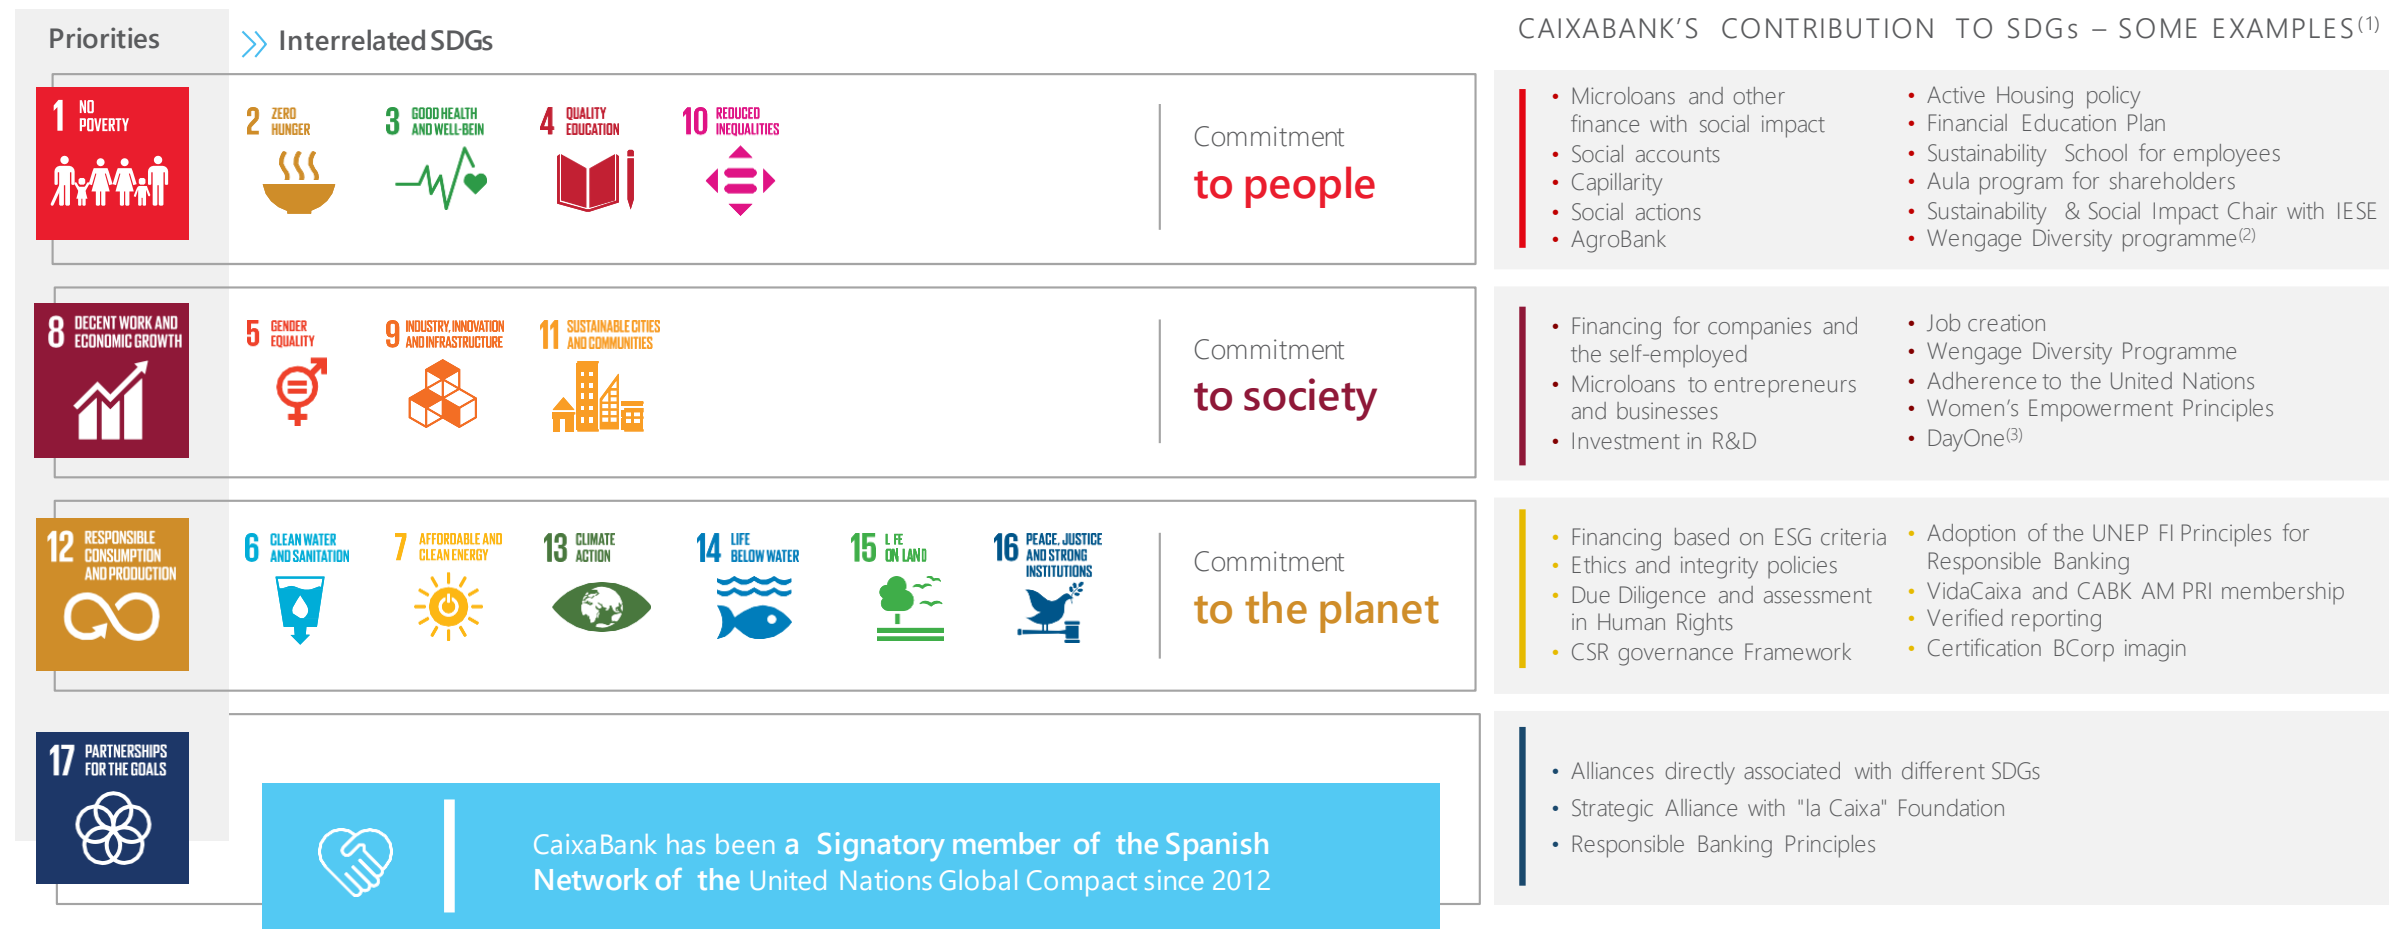 Priorities
Interrelated SDGs
CAIXABANK'S CONTRIBUTION TO SDGs – SOME EXAMPLES(1)
1 NO
POVERTY
2 ZERO
HUNGER
3 GOOD HEALTH
AND WELL-BEIN
4 QUALITY
EDUCATION
10 REDUCED
INEQUALITIES
Commitment
to people
• Microloans and other
finance with social impact
• Social accounts
• Capillarity
• Social actions
• AgroBank
• Active Housing policy
• Financial Education Plan
• Sustainability School for employees
• Aula program for shareholders
• Sustainability & Social Impact Chair with IESE
• Wengage Diversity programme(2)
8 DECENT WORK AND
ECONOMIC GROWTH
5 GENDER
EQUALITY
9 INDUSTRY, INNOVATION
AND INFRASTRUCTURE
11 SUSTAINABLE CITIES
AND COMMUNITIES
Commitment
to society
• Financing for companies and
the self-employed
• Microloans to entrepreneurs
and businesses
• Investment in R&D
• Job creation
• Wengage Diversity Programme
• Adherence to the United Nations
• Women's Empowerment Principles
• DayOne(3)
12 RESPONSIBLE
CONSUMPTION
AND PRODUCTION
6 CLEAN WATER
AND SANITATION
7 AFFORDABLE AND
CLEAN ENERGY
13 CLIMATE
ACTION
14 LIFE
BELOW WATER
15 L FE
ON LAND
16 PEACE, JUSTICE
AND STRONG
INSTITUTIONS
Commitment
to the planet
• Financing based on ESG criteria
• Ethics and integrity policies
• Due Diligence and assessment
in Human Rights
• CSR governance Framework
• Adoption of the UNEP FI Principles for
Responsible Banking
• VidaCaixa and CABK AM PRI membership
• Verified reporting
• Certification BCorp imagin
17 PARTNERSHIPS
FOR THE GOALS
CaixaBank has been a Signatory member of the Spanish
Network of the United Nations Global Compact since 2012
• Alliances directly associated with different SDGs
• Strategic Alliance with "la Caixa" Foundation
• Responsible Banking Principles